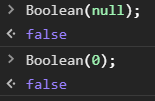 > Boolean(null);
< false
> Boolean(0);
< false